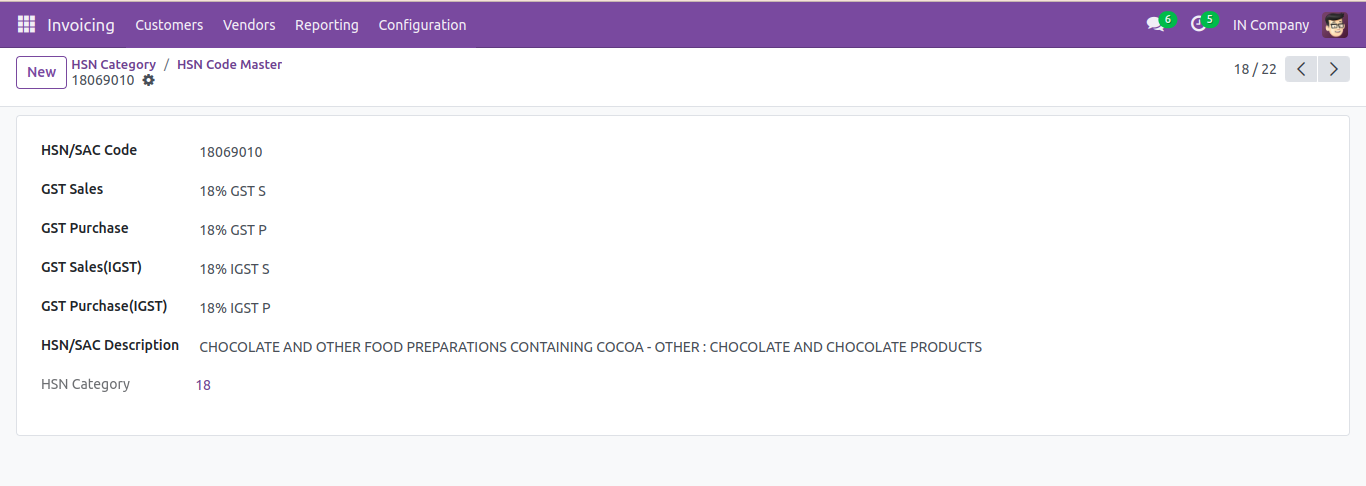 Invoicing Customers Vendors Reporting Configuration 6 5 IN Company
New HSN Category / HSN Code Master 18 / 22
18069010
HSN/SAC Code 18069010
GST Sales 18% GST S
GST Purchase 18% GST P
GST Sales(IGST) 18% IGST S
GST Purchase(IGST) 18% IGST P
HSN/SAC Description CHOCOLATE AND OTHER FOOD PREPARATIONS CONTAINING COCOA - OTHER : CHOCOLATE AND CHOCOLATE PRODUCTS
HSN Category 18